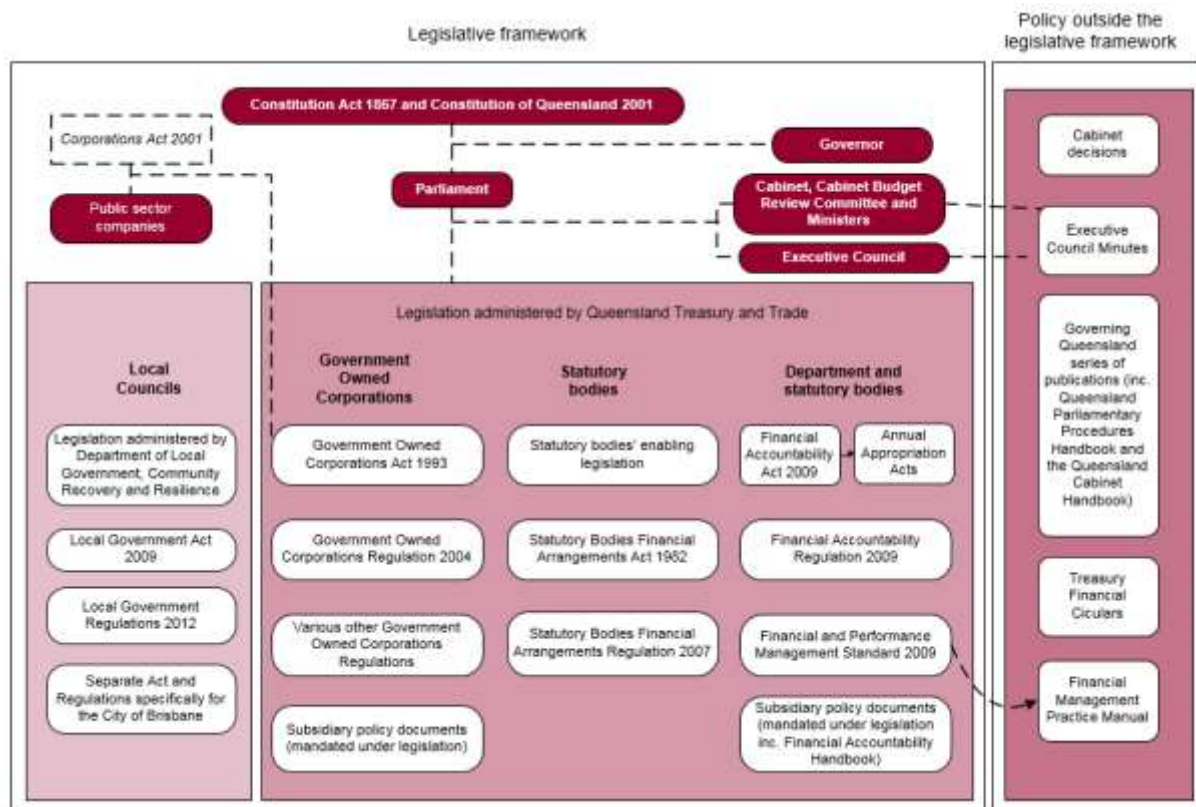 Legislative framework
Policy outside the
legislative framework
Constitution Act 1867 and Constitution of Queensland 2001
Corporations Act 2001
Governor
Parliament
Public sector
companies
Cabinet, Cabinet Budget
Review Committee and
Ministers
Executive Council
Legislation administered by Queensland Treasury and Trade
Local
Councils
Legislation administered by
Department of Local
Government, Community
Recovery and Resilience
Local Government Act
2009
Local Government
Regulations 2012
Separate Act and
Regulations specifically for
the City of Brisbane
Government
Owned
Corporations
Government Owned
Corporations Act 1993
Government Owned
Corporations Regulation 2004
Various other Government
Owned Corporations
Regulations
Subsidiary policy documents
(mandated under legislation)
Statutory
bodies
Statutory bodies' enabling
legislation
Statutory Bodies Financial
Arrangements Act 1982
Statutory Bodies Financial
Arrangements Regulation 2007
Department and
statutory bodies
Financial
Accountability
Act 2009
Annual
Appropriation
Acts
Financial Accountability
Regulation 2009
Financial and Performance
Management Standard 2009
Subsidiary policy documents
(mandated under legislation
inc. Financial Accountability
Handbook)
Cabinet
decisions
Executive
Council Minutes
Governing
Queensland
series of
publications (inc.
Queensland
Parliamentary
Procedures
Handbook and
the Queensland
Cabinet
Handbook)
Treasury
Financial
Ciculars
Financial
Management
Practice Manual